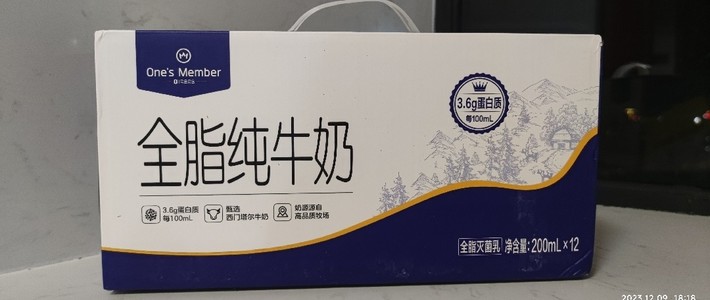 One's Member
3.6g蛋白质
每100mL
全脂纯牛奶
3.6g蛋白质
每100mL
甄选
西门塔尔牛奶
奶源源自
高品质牧场
全脂灭菌乳 净含量:200mL×12
2023.12.09 18:18